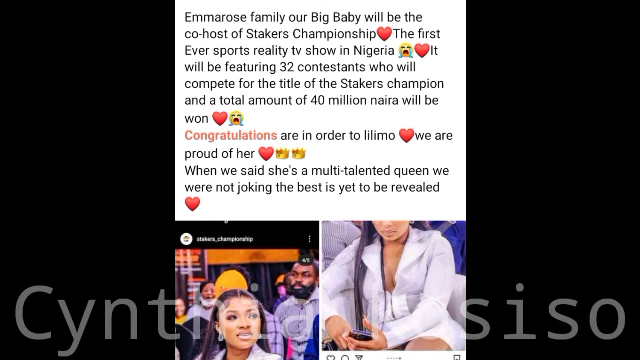 Emmarose family our Big Baby will be the
co-host of Stakers Championship❤️The first
Ever sports reality tv show in Nigeria 😭❤️It
will be featuring 32 contestants who will
compete for the title of the Stakers champion
and a total amount of 40 million naira will be
won ❤️😭
Congratulations are in order to lilimo ❤️we are
proud of her ❤️👏👏
When we said she's a multi-talented queen we
were not joking the best is yet to be revealed
❤️
stakers_championship
4/5